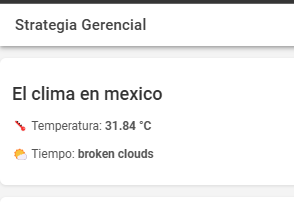 Strategia Gerencial
El clima en mexico
Temperatura: 31.84 °C
Tiempo: broken clouds